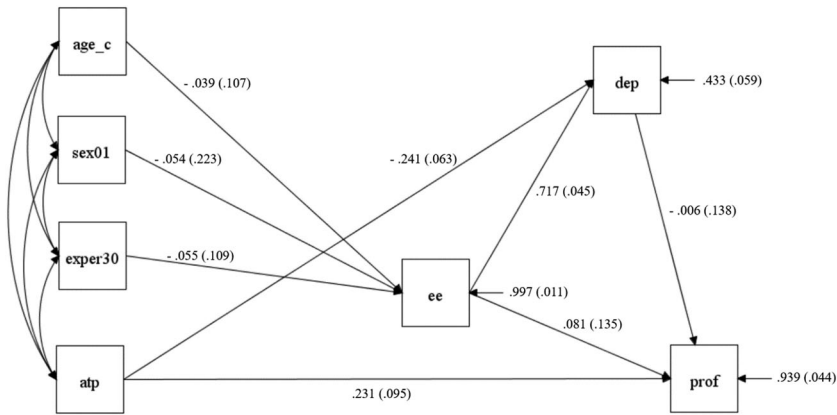 age_c
- .039 (.107)
dep
.433 (.059)
sex01
- .054 (.223)
- .241 (.063)
.717 (.045)
- .006 (.138)
exper30
- .055 (.109)
ee
.997 (.011)
.081 (.135)
atp
.231 (.095)
prof
.939 (.044)